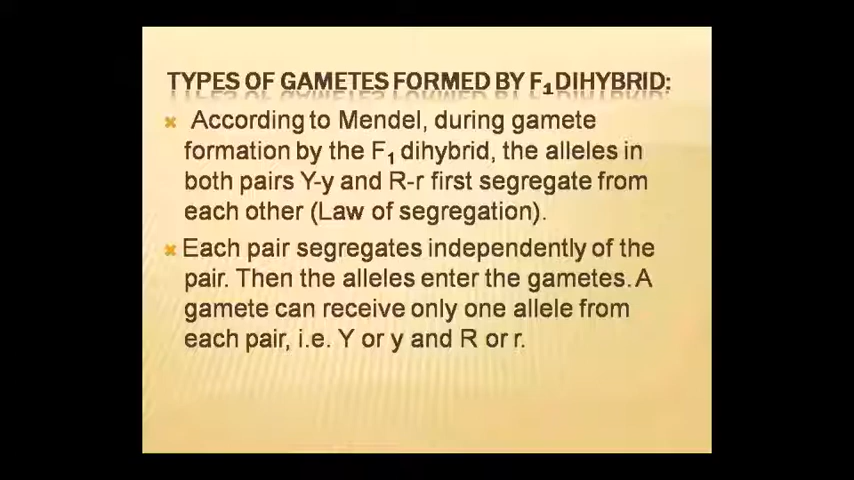 TYPES OF GAMETES FORMED BY F₁ DIHYBRID:
According to Mendel, during gamete
formation by the F₁ dihybrid, the alleles in
both pairs Y-y and R-r first segregate from
each other (Law of segregation).
Each pair segregates independently of the
pair. Then the alleles enter the gametes. A
gamete can receive only one allele from
each pair, i.e. Y or y and R or r.